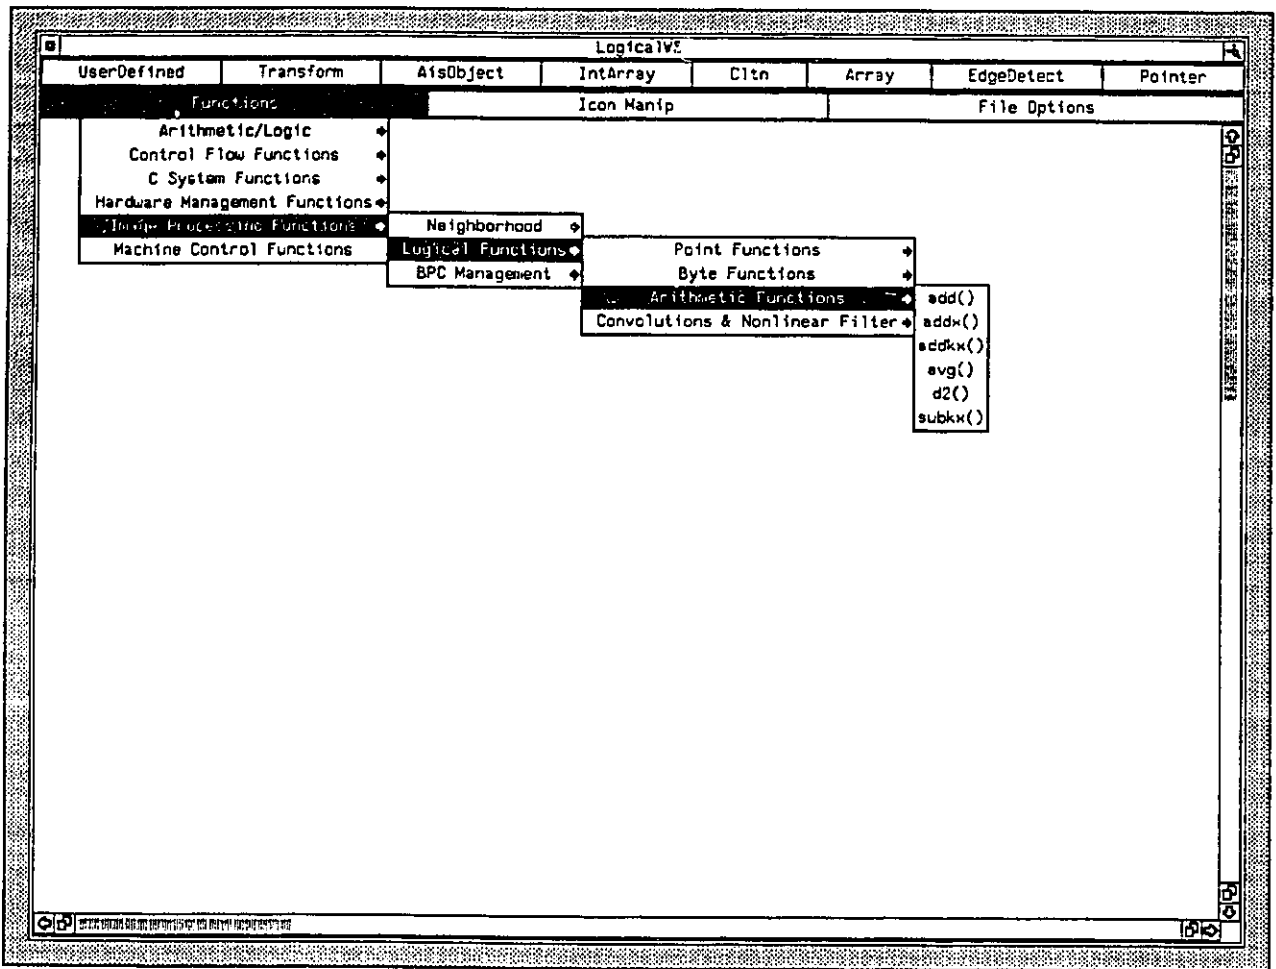 LogicalWS
UserDefined Transform AisObject IntArray Cltn Array EdgeDetect Pointer
Functions Icon Manip File Options
Arithmetic/Logic
Control Flow Functions
C System Functions
Hardware Management Functions
Image Processing Functions
Machine Control Functions
Neighborhood
Logical Functions
BPC Management
Point Functions
Byte Functions
Arithmetic Functions
Convolutions & Nonlinear Filter
add()
addx()
addkx()
avg()
d2()
subkx()